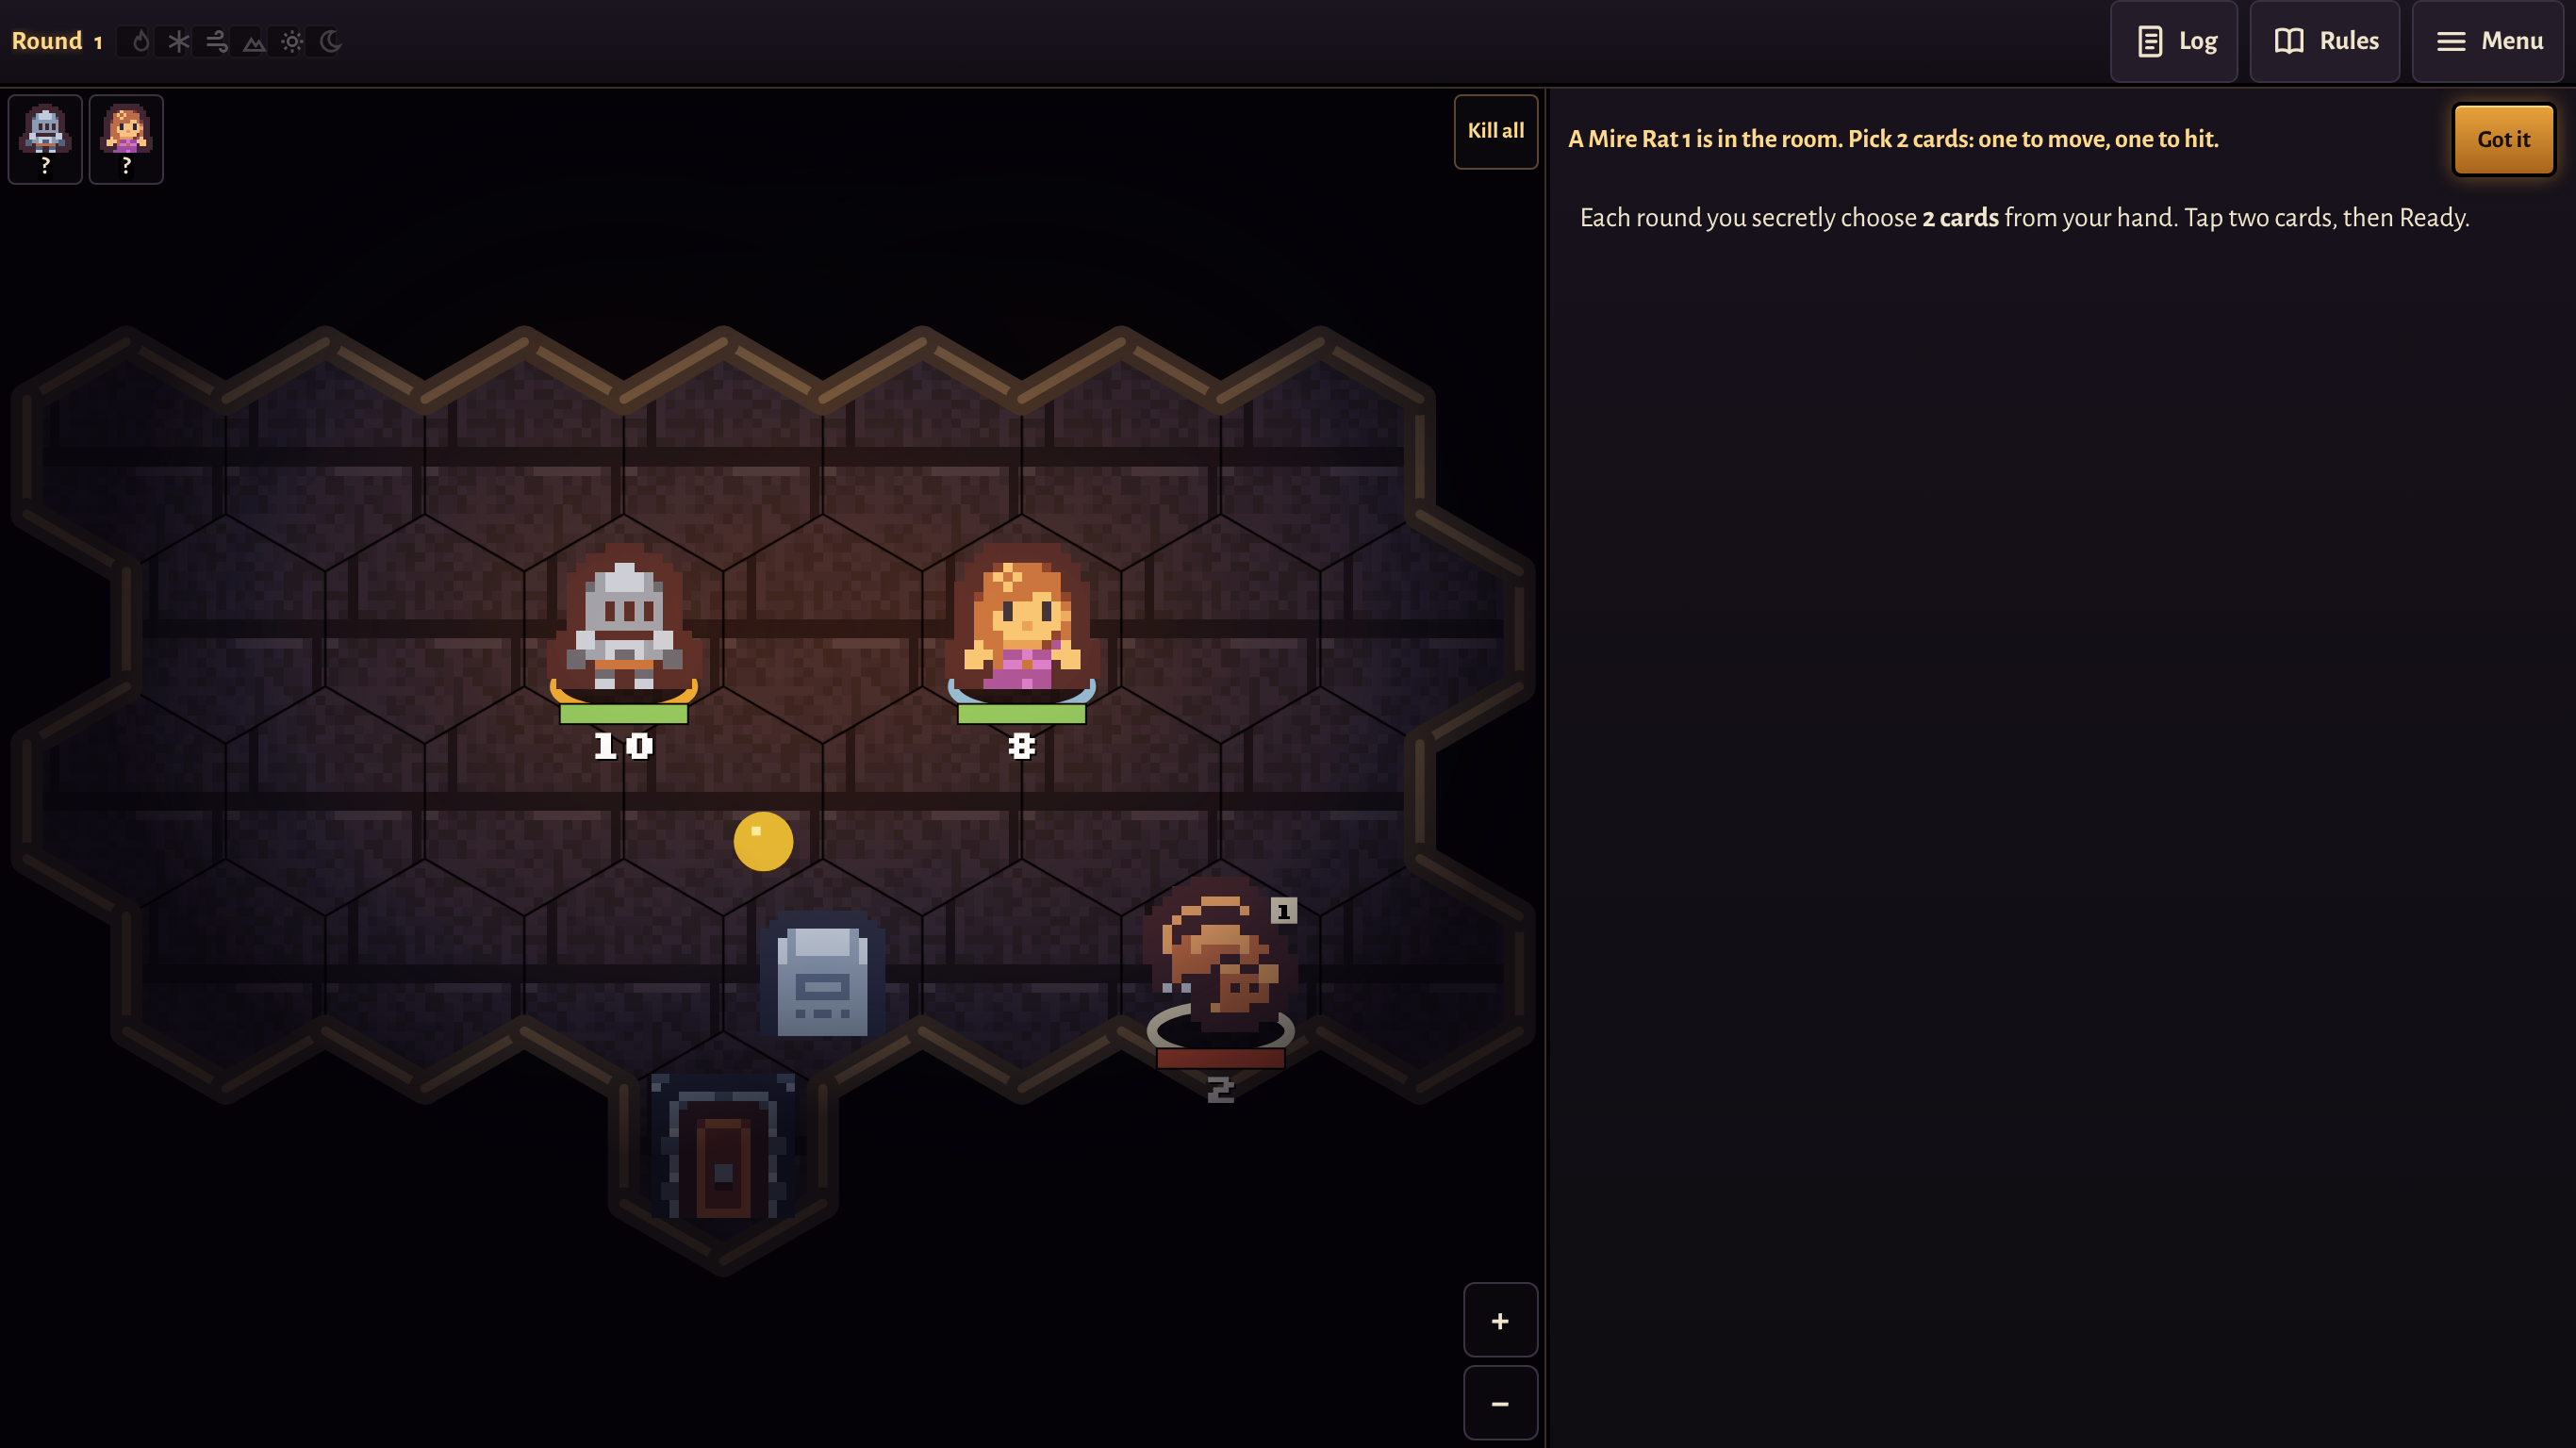 Round 1
Log
Rules
Menu
?
?
Kill all
A Mire Rat 1 is in the room. Pick 2 cards: one to move, one to hit.
Got it
Each round you secretly choose 2 cards from your hand. Tap two cards, then Ready.
10
8
1
2
+
−